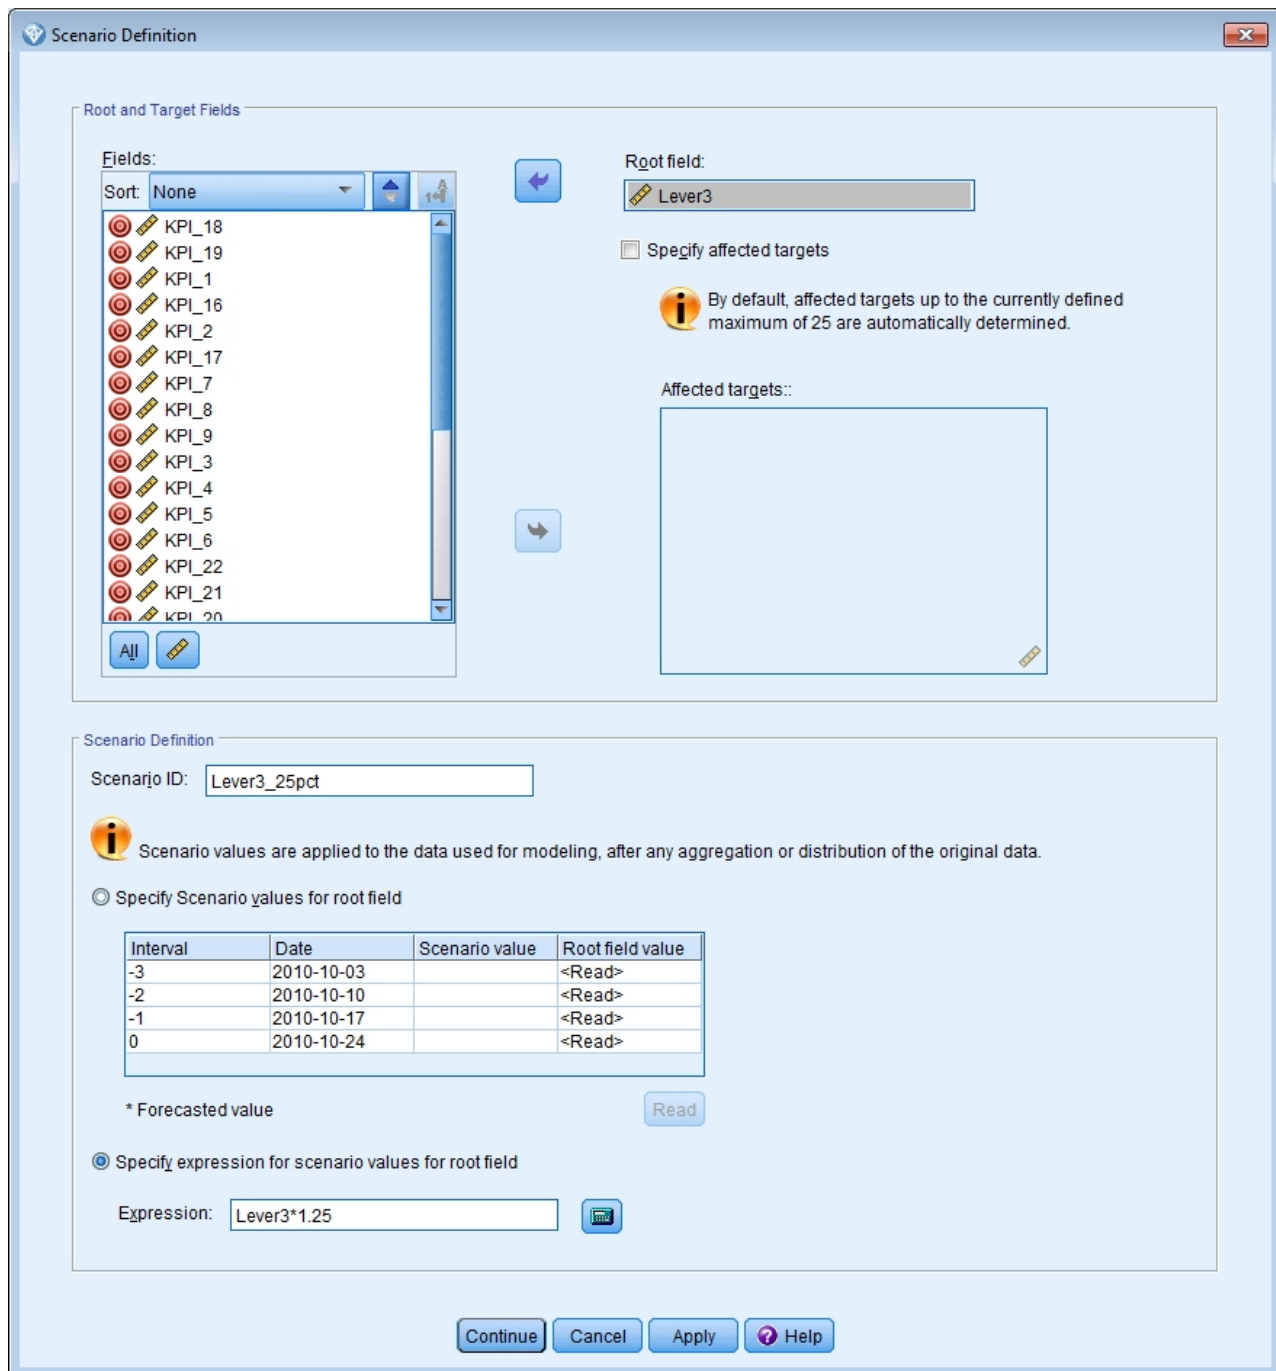 Scenario Definition
Root and Target Fields
Fields:
Sort: None
KPI_18
KPI_19
KPI_1
KPI_16
KPI_2
KPI_17
KPI_7
KPI_8
KPI_9
KPI_3
KPI_4
KPI_5
KPI_6
KPI_22
KPI_21
KPI_20
All
Root field:
Lever3
Specify affected targets
By default, affected targets up to the currently defined
maximum of 25 are automatically determined.
Affected targets::
Scenario Definition
Scenario ID: Lever3_25pct
Scenario values are applied to the data used for modeling, after any aggregation or distribution of the original data.
Specify Scenario values for root field
Interval Date Scenario value Root field value
-3 2010-10-03 <Read>
-2 2010-10-10 <Read>
-1 2010-10-17 <Read>
0 2010-10-24 <Read>
* Forecasted value Read
Specify expression for scenario values for root field
Expression: Lever3*1.25
Continue Cancel Apply Help